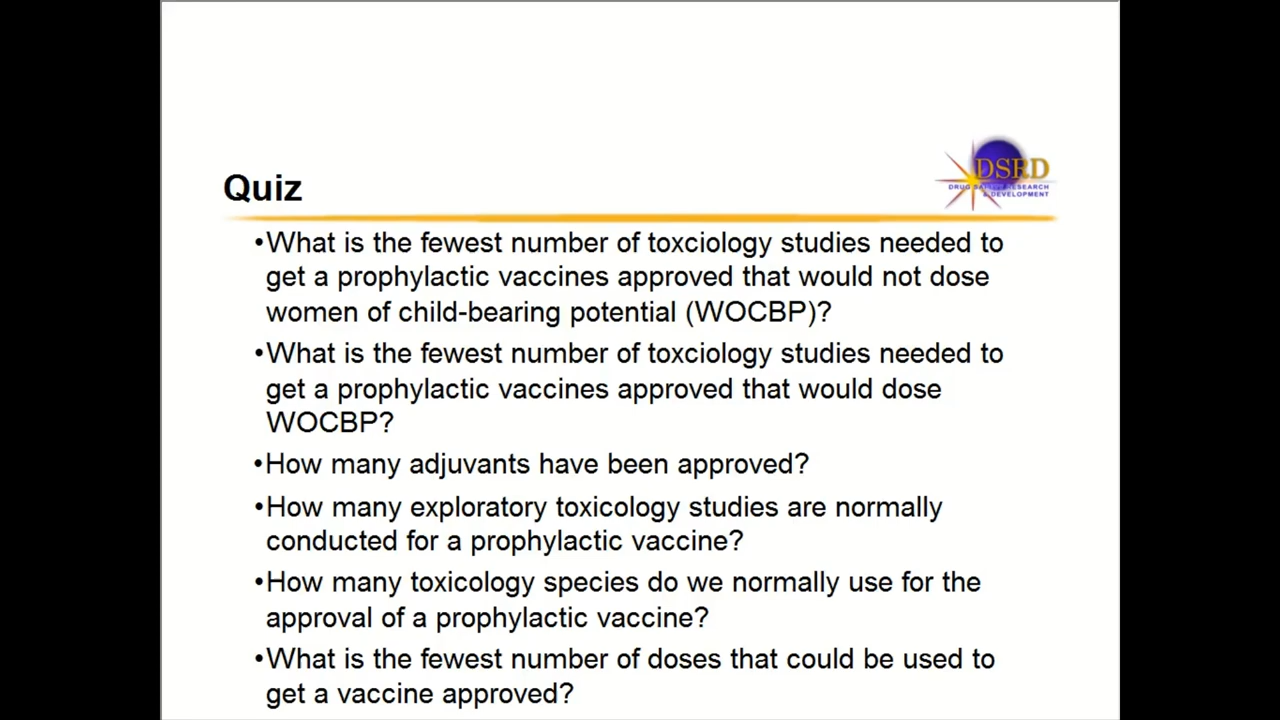 DSRD
DRUG SAFETY RESEARCH
& DEVELOPMENT
Quiz
•What is the fewest number of toxciology studies needed to
get a prophylactic vaccines approved that would not dose
women of child-bearing potential (WOCBP)?
•What is the fewest number of toxciology studies needed to
get a prophylactic vaccines approved that would dose
WOCBP?
•How many adjuvants have been approved?
•How many exploratory toxicology studies are normally
conducted for a prophylactic vaccine?
•How many toxicology species do we normally use for the
approval of a prophylactic vaccine?
•What is the fewest number of doses that could be used to
get a vaccine approved?